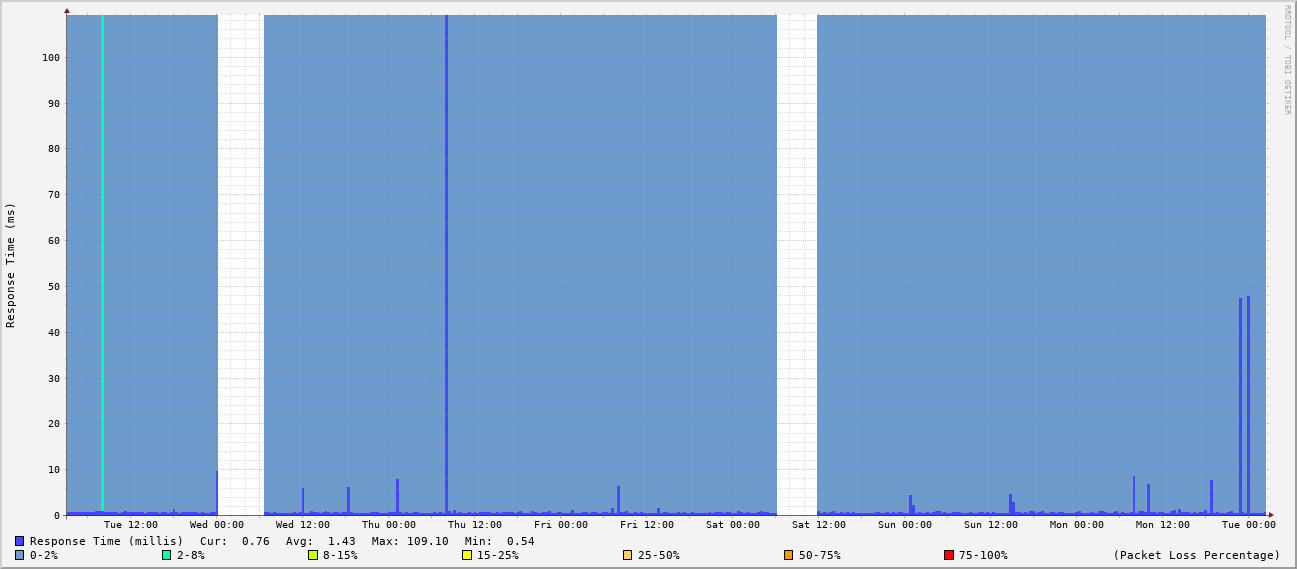 RRDTOOL / TOBI OETIKER
Response Time (ms)
100
90
80
70
60
50
40
30
20
10
0
Tue 12:00 Wed 00:00 Wed 12:00 Thu 00:00 Thu 12:00 Fri 00:00 Fri 12:00 Sat 00:00 Sat 12:00 Sun 00:00 Sun 12:00 Mon 00:00 Mon 12:00 Tue 00:00
Response Time (millis) Cur: 0.76 Avg: 1.43 Max: 109.10 Min: 0.54
0-2% 2-8% 8-15% 15-25% 25-50% 50-75% 75-100% (Packet Loss Percentage)